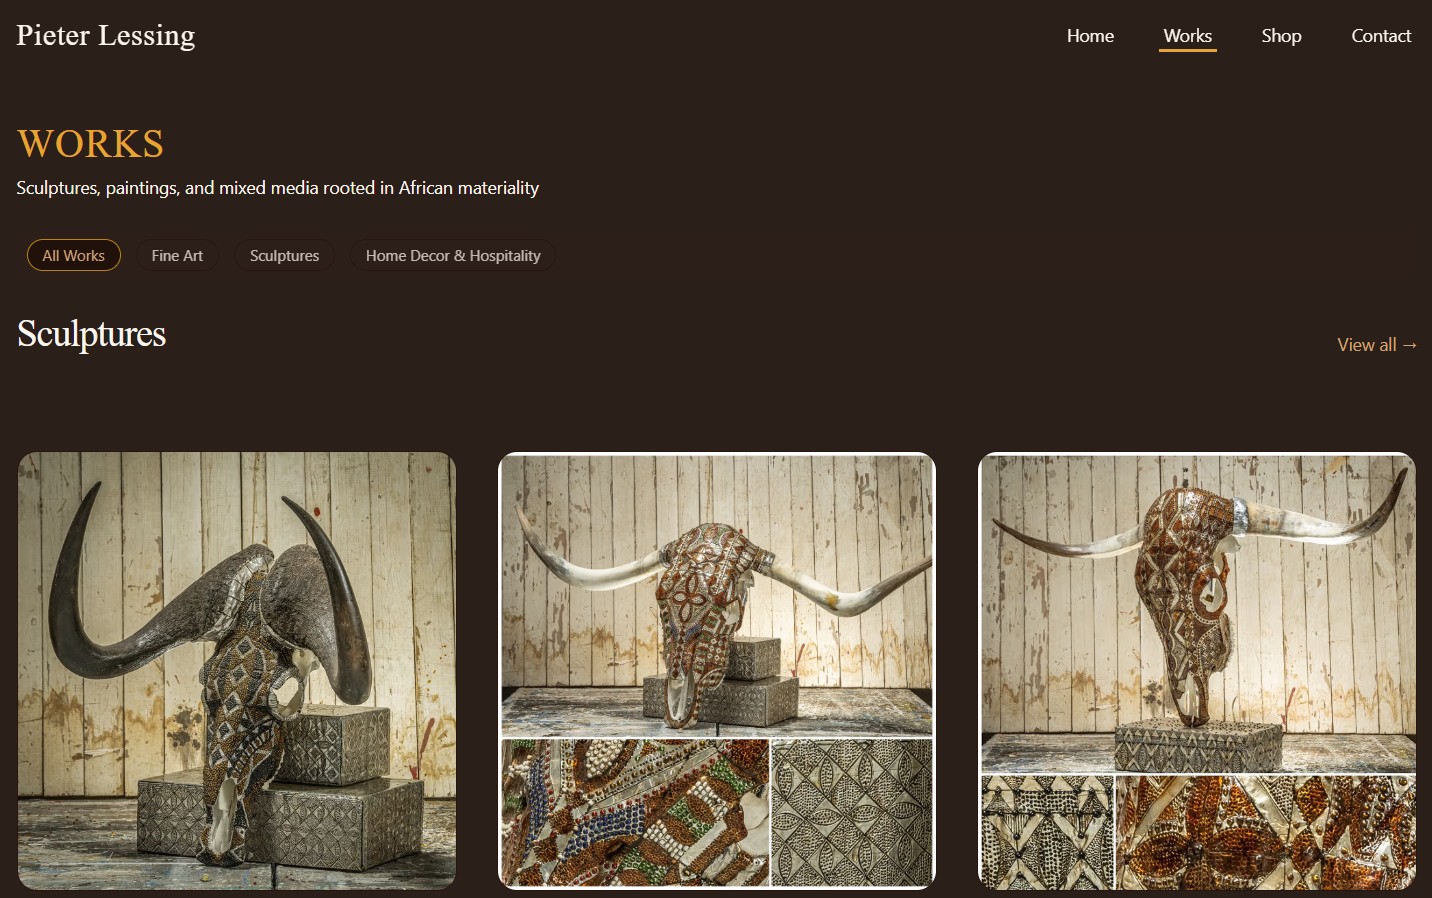 Pieter Lessing
Home Works Shop Contact
WORKS
Sculptures, paintings, and mixed media rooted in African materiality
All Works Fine Art Sculptures Home Decor & Hospitality
Sculptures
View all →